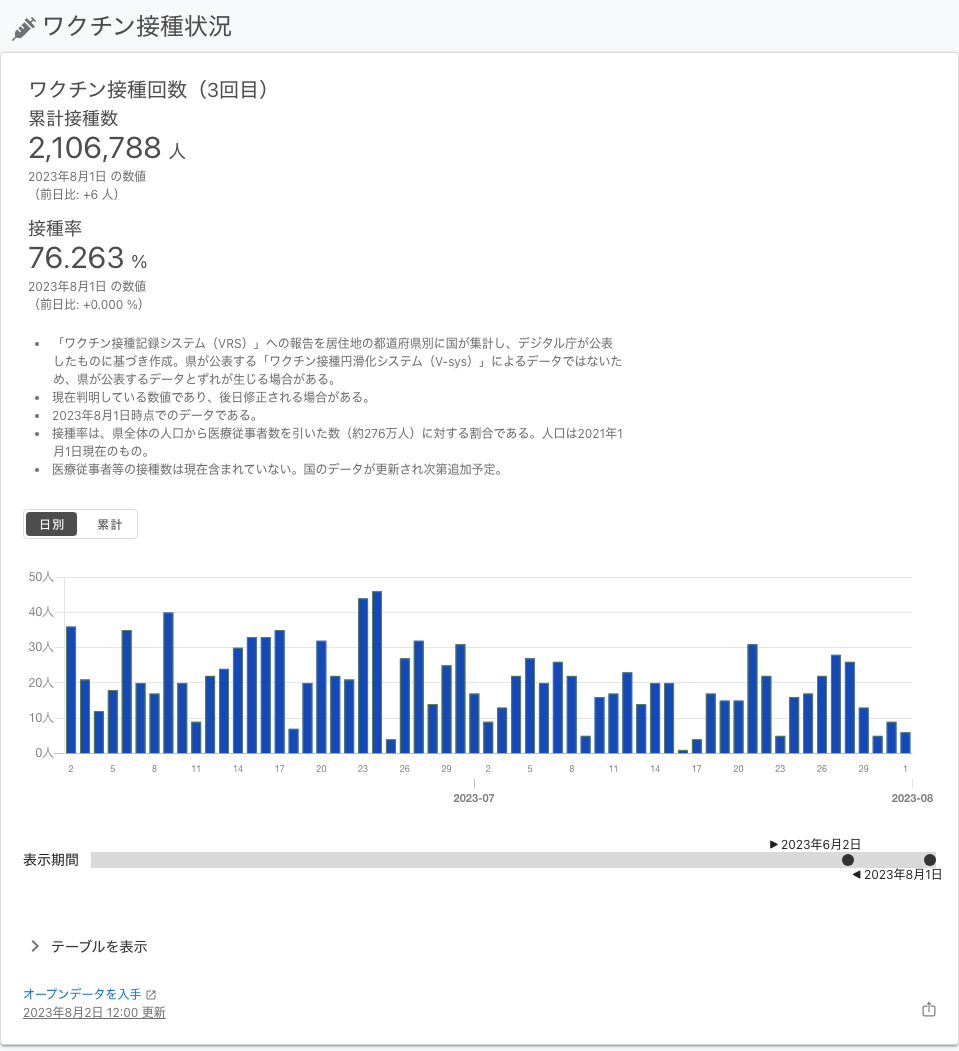 ワクチン接種状況
ワクチン接種回数（3回目）
累計接種数
2,106,788 人
2023年8月1日 の数値
（前日比: +6 人）
接種率
76.263 %
2023年8月1日 の数値
（前日比: +0.000 %）
• 「ワクチン接種記録システム（VRS）」への報告を居住地の都道府県別に国が集計し、デジタル庁が公表
したものに基づき作成。県が公表する「ワクチン接種円滑化システム（V-sys）」によるデータではないた
め、県が公表するデータとずれが生じる場合がある。
• 現在判明している数値であり、後日修正される場合がある。
• 2023年8月1日時点でのデータである。
• 接種率は、県全体の人口から医療従事者数を引いた数（約276万人）に対する割合である。人口は2021年1
月1日現在のもの。
• 医療従事者等の接種数は現在含まれていない。国のデータが更新され次第追加予定。
日別 累計
50人
40人
30人
20人
10人
0人
2 5 8 11 14 17 20 23 26 29 2 5 8 11 14 17 20 23 26 29 1
2023-07 2023-08
2023年6月2日
表示期間
2023年8月1日
テーブルを表示
オープンデータを入手
2023年8月2日 12:00 更新